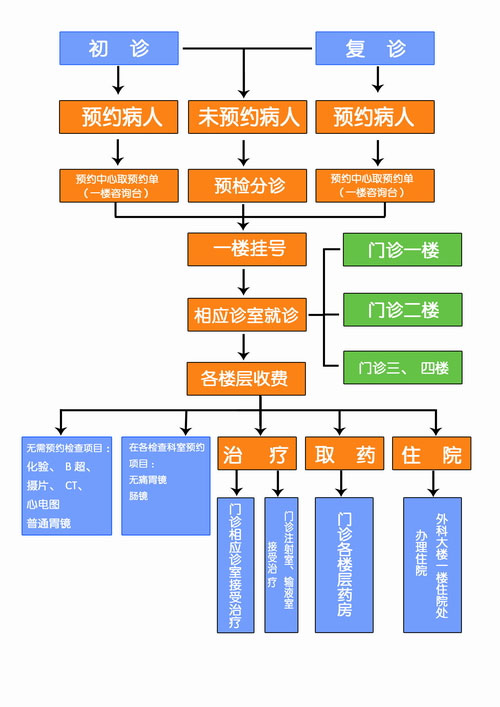 初 诊
复 诊
预约病人
未预约病人
预约病人
预约中心取预约单
（一楼咨询台）
预检分诊
预约中心取预约单
（一楼咨询台）
一楼挂号
门诊一楼
相应诊室就诊
门诊二楼
各楼层收费
门诊三、四楼
无需预约检查项目：
化验、 B 超、
摄片、 CT、
心电图
普通胃镜
在各检查科室预约
项目：
无痛胃镜
肠镜
治 疗
取 药
住 院
门诊相应诊室接受治疗
门诊注射室、输液室
接受治 疗
门诊各楼层药房
外科大楼一楼住院处
办理住院